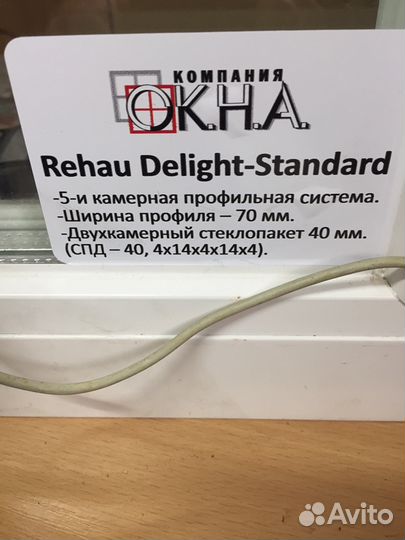 КОМПАНИЯ
О.К.Н.А.
Rehau Delight-Standard
-5-и камерная профильная система.
-Ширина профиля – 70 мм.
-Двухкамерный стеклопакет 40 мм.
(СПД – 40, 4х14х4х14х4).
Avito